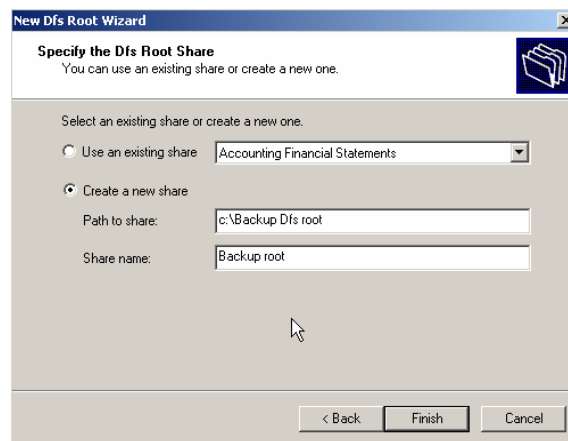 New Dfs Root Wizard
Specify the Dfs Root Share
You can use an existing share or create a new one.
Select an existing share or create a new one.
Use an existing share Accounting Financial Statements
Create a new share
Path to share: c:\Backup Dfs root
Share name: Backup root
< Back Finish Cancel